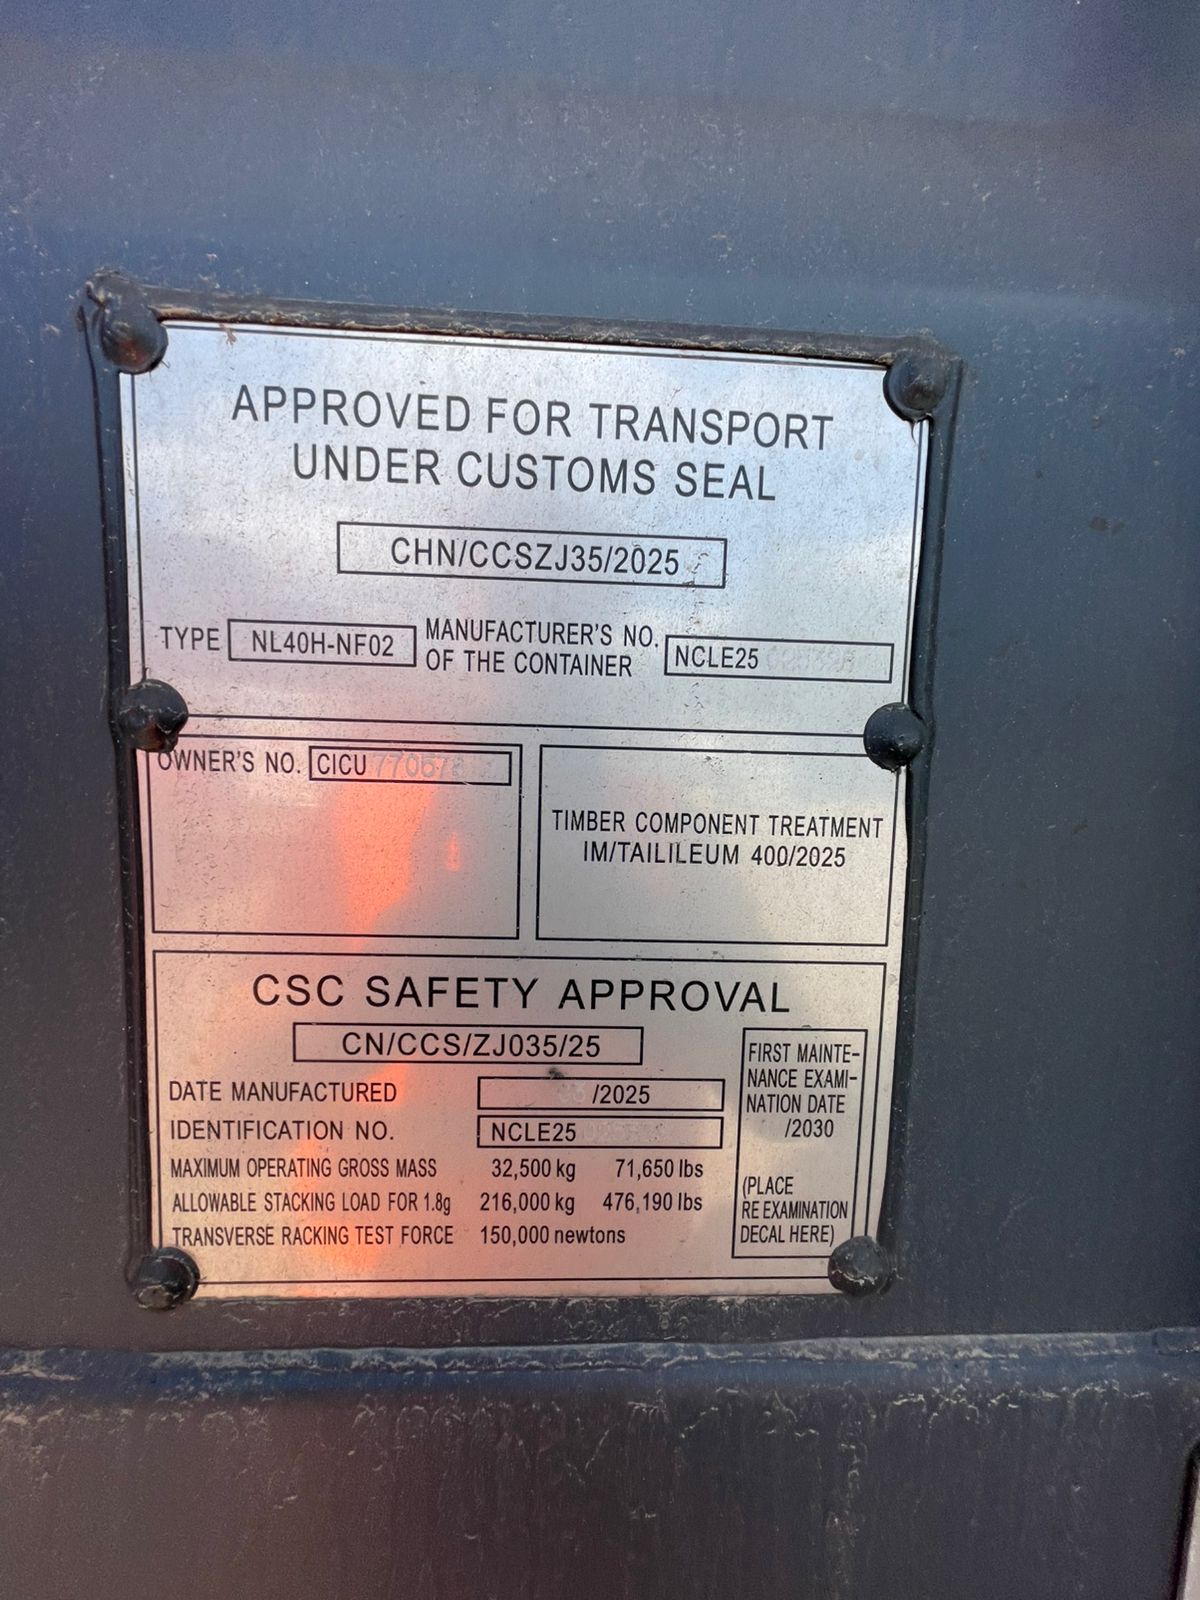 APPROVED FOR TRANSPORT
UNDER CUSTOMS SEAL
CHN/CCSZJ35/2025
TYPE NL40H-NF02 MANUFACTURER'S NO.
OF THE CONTAINER NCLE25
OWNER'S NO. CICU
TIMBER COMPONENT TREATMENT
IM/TAILILEUM 400/2025
CSC SAFETY APPROVAL
CN/CCS/ZJ035/25
DATE MANUFACTURED /2025
IDENTIFICATION NO. NCLE25
MAXIMUM OPERATING GROSS MASS 32,500 kg 71,650 lbs
ALLOWABLE STACKING LOAD FOR 1.8g 216,000 kg 476,190 lbs
TRANSVERSE RACKING TEST FORCE 150,000 newtons
FIRST MAINTE-
NANCE EXAMI-
NATION DATE
/2030
(PLACE
RE EXAMINATION
DECAL HERE)